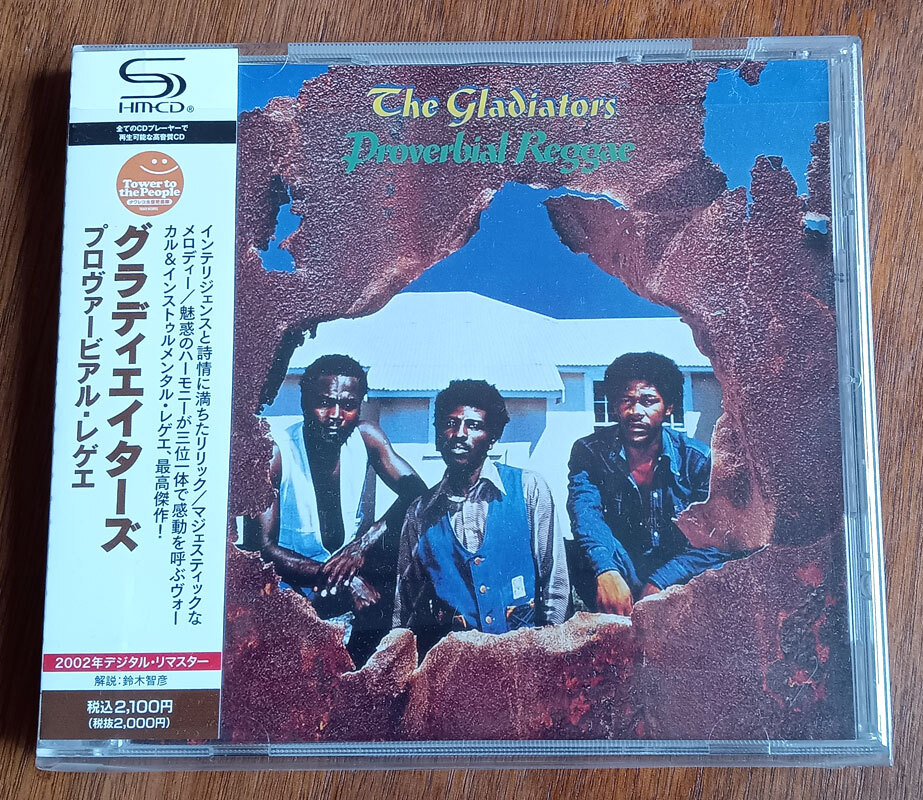 SHM-CD®
全てのCDプレーヤーで
再生可能な高音質CD
Tower to
the People
グラディエイターズ
プロヴァービアル・レゲエ
インテリジェンスと詩情に満ちたリリック/マジェスティックな
メロディー/魅惑のハーモニーが三位一体で感動を呼ぶヴォー
カル&インストゥルメンタル・レゲエ、最高傑作!
2002年デジタル・リマスター
解説:鈴木智彦
税込2,100円
(税抜2,000円)
The Gladiators
Proverbial Reggae